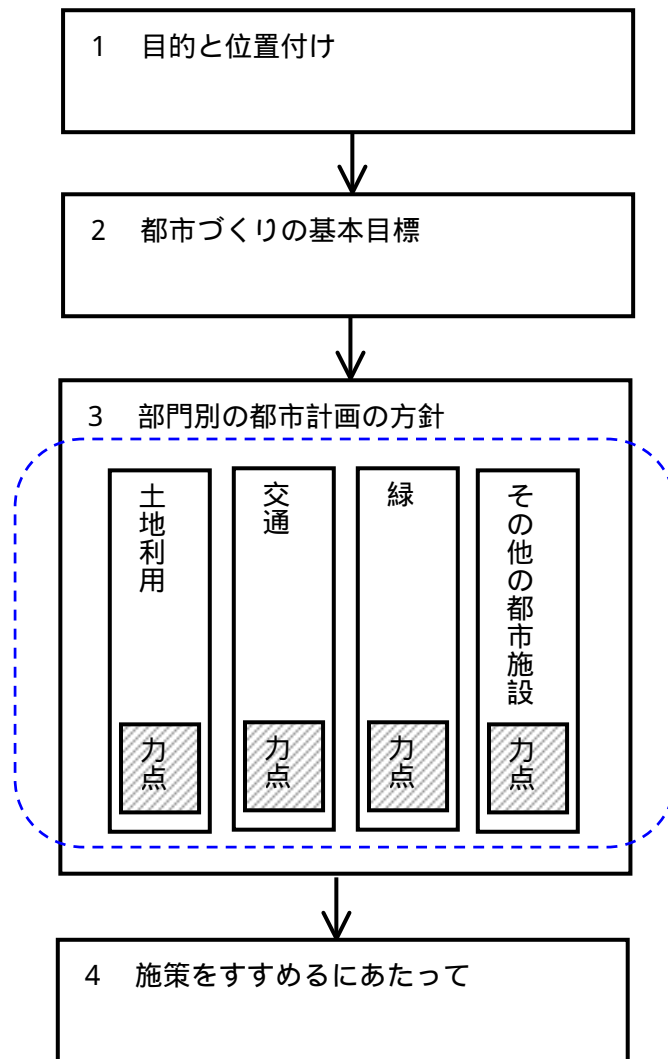 1 目的と位置付け
2 都市づくりの基本目標
3 部門別の都市計画の方針
土地利用
力点
交通
力点
緑
力点
その他の都市施設
力点
4 施策をすすめるにあたって